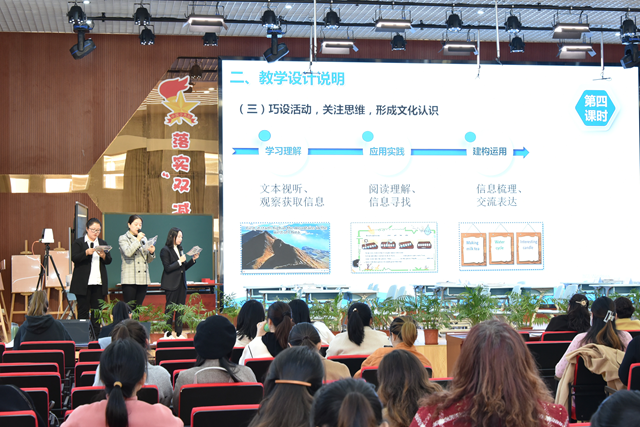 二、教学设计说明
（三）巧设活动，关注思维，形成文化认识
第四
课时
学习理解
应用实践
建构运用
文本视听、
观察获取信息
阅读理解、
信息寻找
信息梳理、
交流表达
落实“双减